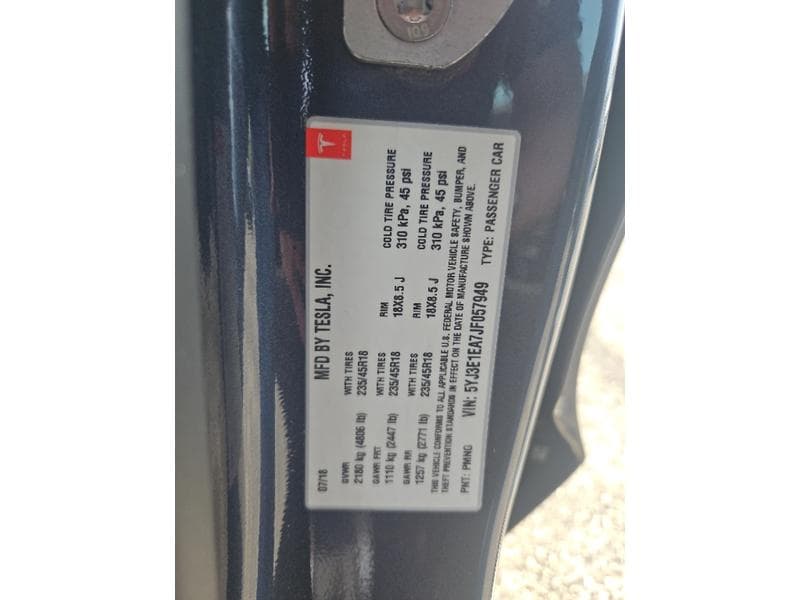 TESLA
07/18
MFD BY TESLA, INC.
GVWR
2180 kg (4806 lb)
WITH TIRES
235/45R18
RIM
18X8.5 J
COLD TIRE PRESSURE
310 kPa, 45 psi
GAWR FRT
1110 kg (2447 lb)
WITH TIRES
235/45R18
GAWR RR
1257 kg (2771 lb)
WITH TIRES
235/45R18
RIM
18X8.5 J
COLD TIRE PRESSURE
310 kPa, 45 psi
THIS VEHICLE CONFORMS TO ALL APPLICABLE U.S. FEDERAL MOTOR VEHICLE SAFETY, BUMPER, AND
THEFT PREVENTION STANDARDS IN EFFECT ON THE DATE OF MANUFACTURE SHOWN ABOVE.
PNT: PMNG
VIN: 5YJ3E1EA7JF057949
TYPE: PASSENGER CAR